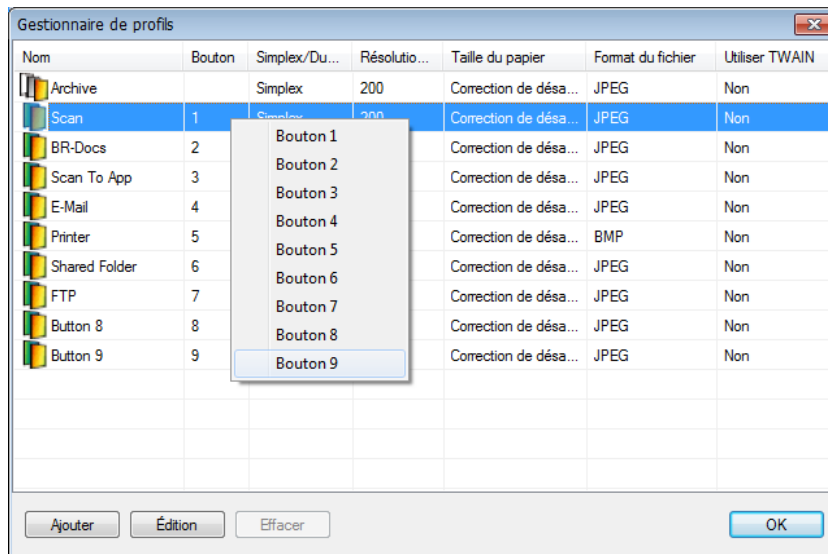 Gestionnaire de profils
Nom Bouton Simplex/Du... Résolutio... Taille du papier Format du fichier Utiliser TWAIN
Archive Simplex 200 Correction de désa... JPEG Non
Scan 1 Simplex 200 Correction de désa... JPEG Non
BR-Docs 2 Correction de désa... JPEG Non
Scan To App 3 Correction de désa... JPEG Non
E-Mail 4 Correction de désa... JPEG Non
Printer 5 Correction de désa... BMP Non
Shared Folder 6 Correction de désa... JPEG Non
FTP 7 Correction de désa... JPEG Non
Button 8 8 Correction de désa... JPEG Non
Button 9 9 Correction de désa... JPEG Non
Bouton 1
Bouton 2
Bouton 3
Bouton 4
Bouton 5
Bouton 6
Bouton 7
Bouton 8
Bouton 9
Ajouter Édition Effacer OK